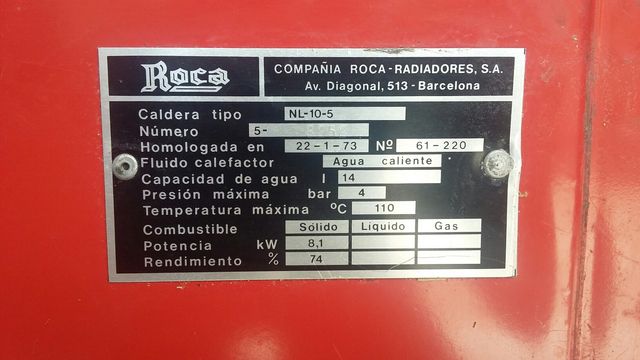 Roca
COMPAÑIA ROCA-RADIADORES, S.A.
Av. Diagonal, 513 - Barcelona
Caldera tipo NL-10-5
Número 5-
Homologada en 22-1-73 Nº 61-220
Fluido calefactor Agua caliente
Capacidad de agua l 14
Presión máxima bar 4
Temperatura máxima ºC 110
Combustible Sólido Líquido Gas
Potencia kW 8,1
Rendimiento % 74